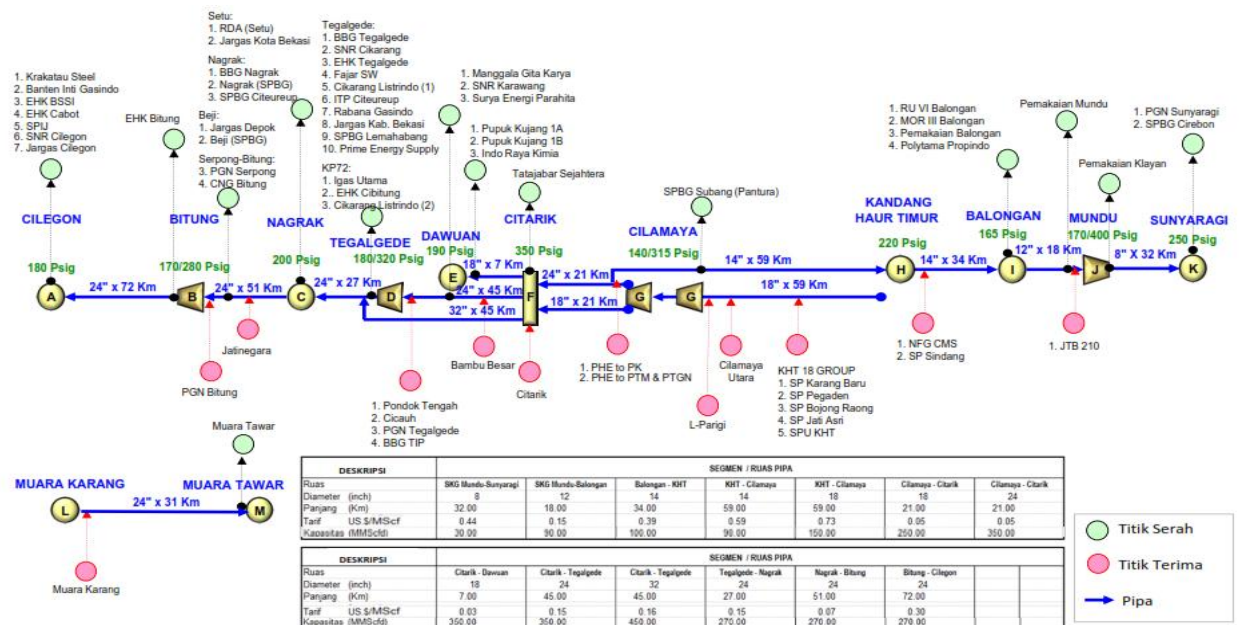 Setu:
1. RDA (Setu)
2. Jargas Kota Bekasi
Nagrak:
1. BBG Nagrak
2. Nagrak (SPBG)
3. SPBG Citeureup
Tegalgede:
1. BBG Tegalgede
2. SNR Cikarang
3. EHK Tegalgede
4. Fajar SW
5. Cikarang Listrindo (1)
6. ITP Citeureup
7. Rabana Gasindo
8. Jargas Kab. Bekasi
9. SPBG Lemahabang
10. Prime Energy Supply
KP72:
1. Igas Utama
2.. EHK Cibitung
3. Cikarang Listrindo (2)
1. Krakatau Steel
2. Banten Inti Gasindo
3. EHK BSSI
4. EHK Cabot
5. SPIJ
6. SNR Cilegon
7. Jargas Cilegon
EHK Bitung
Beji:
1. Jargas Depok
2. Beji (SPBG)
Serpong-Bitung:
3. PGN Serpong
4. CNG Bitung
1. Manggala Gita Karya
2. SNR Karawang
3. Surya Energi Parahita
1. Pupuk Kujang 1A
2. Pupuk Kujang 1B
3. Indo Raya Kimia
Tatajabar Sejahtera
SPBG Subang (Pantura)
1. RU VI Balongan
2. MOR III Balongan
3. Pemakaian Balongan
4. Polytama Propindo
Pemakaian Mundu
Pemakaian Klayan
1. PGN Sunyaragi
2. SPBG Cirebon
CILEGON
BITUNG
NAGRAK
TEGALGEDE
DAWUAN
CITARIK
CILAMAYA
KANDANG
HAUR TIMUR
BALONGAN
MUNDU
SUNYARAGI
180 Psig
170/280 Psig
200 Psig
180/320 Psig
190 Psig
350 Psig
140/315 Psig
220 Psig
165 Psig
170/400 Psig
250 Psig
A
24" x 72 Km
B
24" x 51 Km
C
24" x 27 Km
D
E
18" x 7 Km
24" x 45 Km
32" x 45 Km
F
24" x 21 Km
18" x 21 Km
G
G
14" x 59 Km
18" x 59 Km
H
14" x 34 Km
I
12" x 18 Km
J
8" x 32 Km
K
PGN Bitung
Jatinegara
1. Pondok Tengah
2. Cicauh
3. PGN Tegalgede
4. BBG TIP
Bambu Besar
Citarik
1. PHE to PK
2. PHE to PTM & PTGN
L-Parigi
Cilamaya
Utara
KHT 18 GROUP
1. SP Karang Baru
2. SP Pegaden
3. SP Bojong Raong
4. SP Jati Asri
5. SPU KHT
1. NFG CMS
2. SP Sindang
1. JTB 210
Muara Tawar
MUARA KARANG
MUARA TAWAR
L
24" x 31 Km
M
Muara Karang
DESKRIPSI SEGMEN / RUAS PIPA
Ruas SKG Mundu-Sunyaragi SKG Mundu-Balongan Balongan - KHT KHT - Cilamaya KHT - Cilamaya Cilamaya - Citarik Cilamaya - Citarik
Diameter (inch) 8 12 14 14 18 18 24
Panjang (Km) 32.00 18.00 34.00 59.00 59.00 21.00 21.00
Tarif US $/MScf 0.44 0.15 0.39 0.59 0.73 0.05 0.05
Kapasitas (MMScfd) 30.00 90.00 100.00 90.00 150.00 250.00 350.00
DESKRIPSI SEGMEN / RUAS PIPA
Ruas Citarik - Dawuan Citarik - Tegalgede Citarik - Tegalgede Tegalgede - Nagrak Nagrak - Bitung Bitung - Cilegon
Diameter (inch) 18 24 32 24 24 24
Panjang (Km) 7.00 45.00 45.00 27.00 51.00 72.00
Tarif US $/MScf 0.03 0.15 0.16 0.15 0.07 0.30
Kapasitas (MMScfd) 350.00 350.00 450.00 270.00 270.00 270.00
Titik Serah
Titik Terima
Pipa